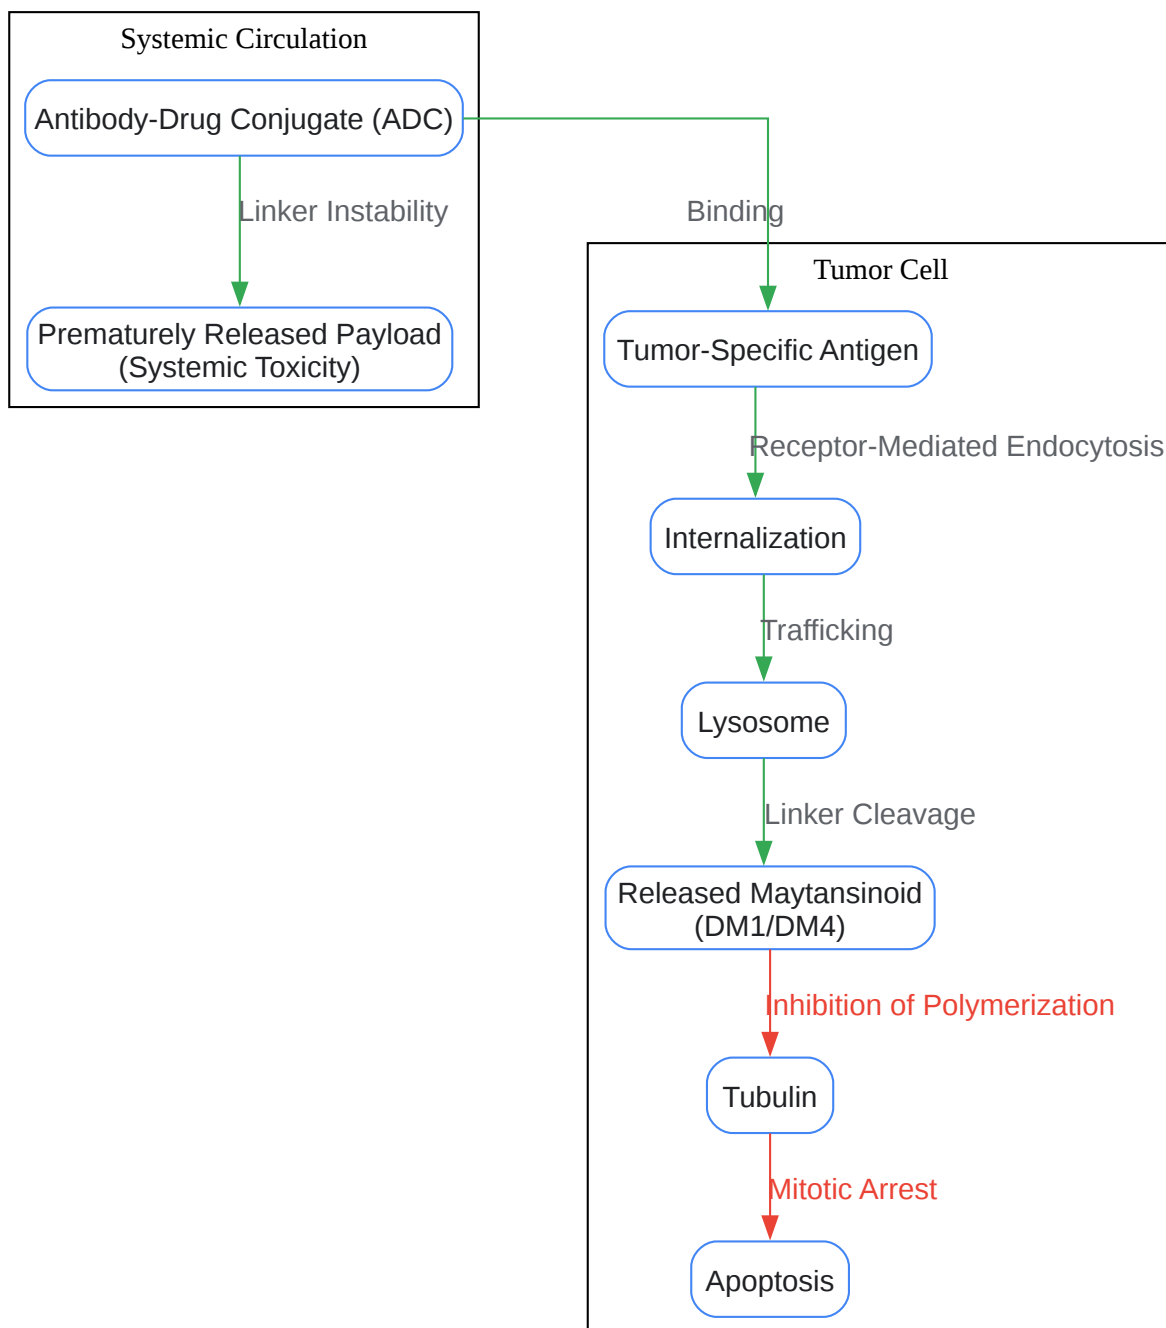 Systemic Circulation
Antibody-Drug Conjugate (ADC)
Linker Instability
Prematurely Released Payload
(Systemic Toxicity)
Binding
Tumor Cell
Tumor-Specific Antigen
Receptor-Mediated Endocytosis
Internalization
Trafficking
Lysosome
Linker Cleavage
Released Maytansinoid
(DM1/DM4)
Inhibition of Polymerization
Tubulin
Mitotic Arrest
Apoptosis